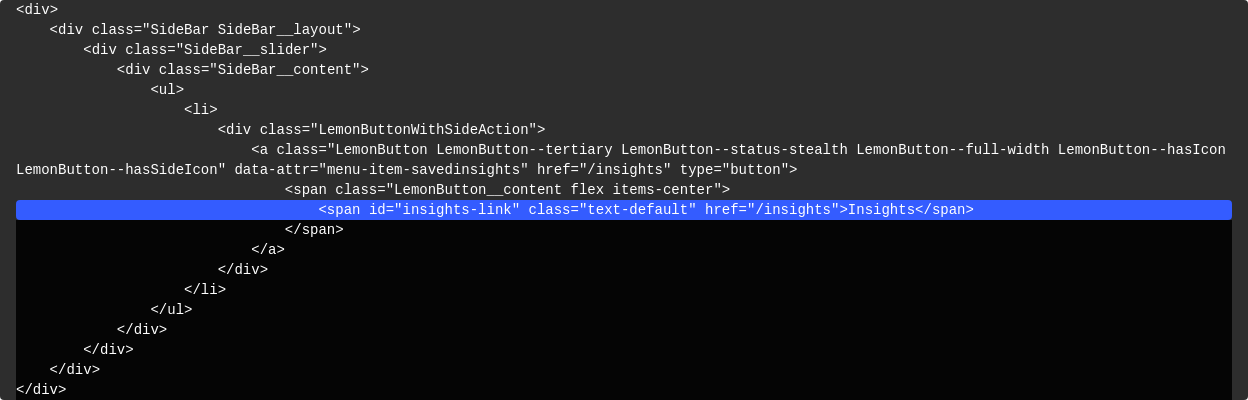 <div>
    <div class="SideBar SideBar__layout">
        <div class="SideBar__slider">
            <div class="SideBar__content">
                <ul>
                    <li>
                        <div class="LemonButtonWithSideAction">
                            <a class="LemonButton LemonButton--tertiary LemonButton--status-stealth LemonButton--full-width LemonButton--hasIcon
LemonButton--hasSideIcon" data-attr="menu-item-savedinsights" href="/insights" type="button">
                                <span class="LemonButton__content flex items-center">
                                    <span id="insights-link" class="text-default" href="/insights">Insights</span>
                                </span>
                            </a>
                        </div>
                    </li>
                </ul>
            </div>
        </div>
    </div>
</div>